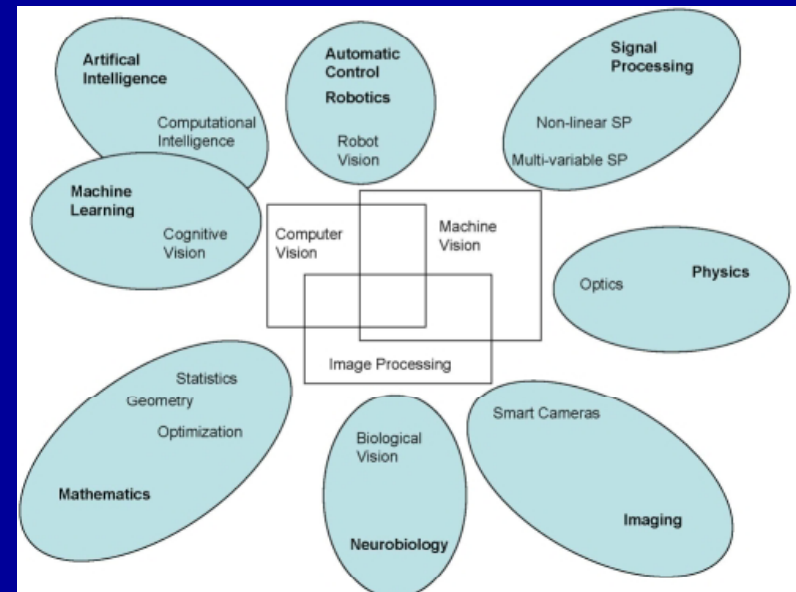 Artifical
Intelligence
Computational
Intelligence
Automatic
Control
Robotics
Robot
Vision
Signal
Processing
Non-linear SP
Multi-variable SP
Machine
Learning
Cognitive
Vision
Computer
Vision
Machine
Vision
Image Processing
Optics
Physics
Statistics
Geometry
Optimization
Mathematics
Biological
Vision
Neurobiology
Smart Cameras
Imaging